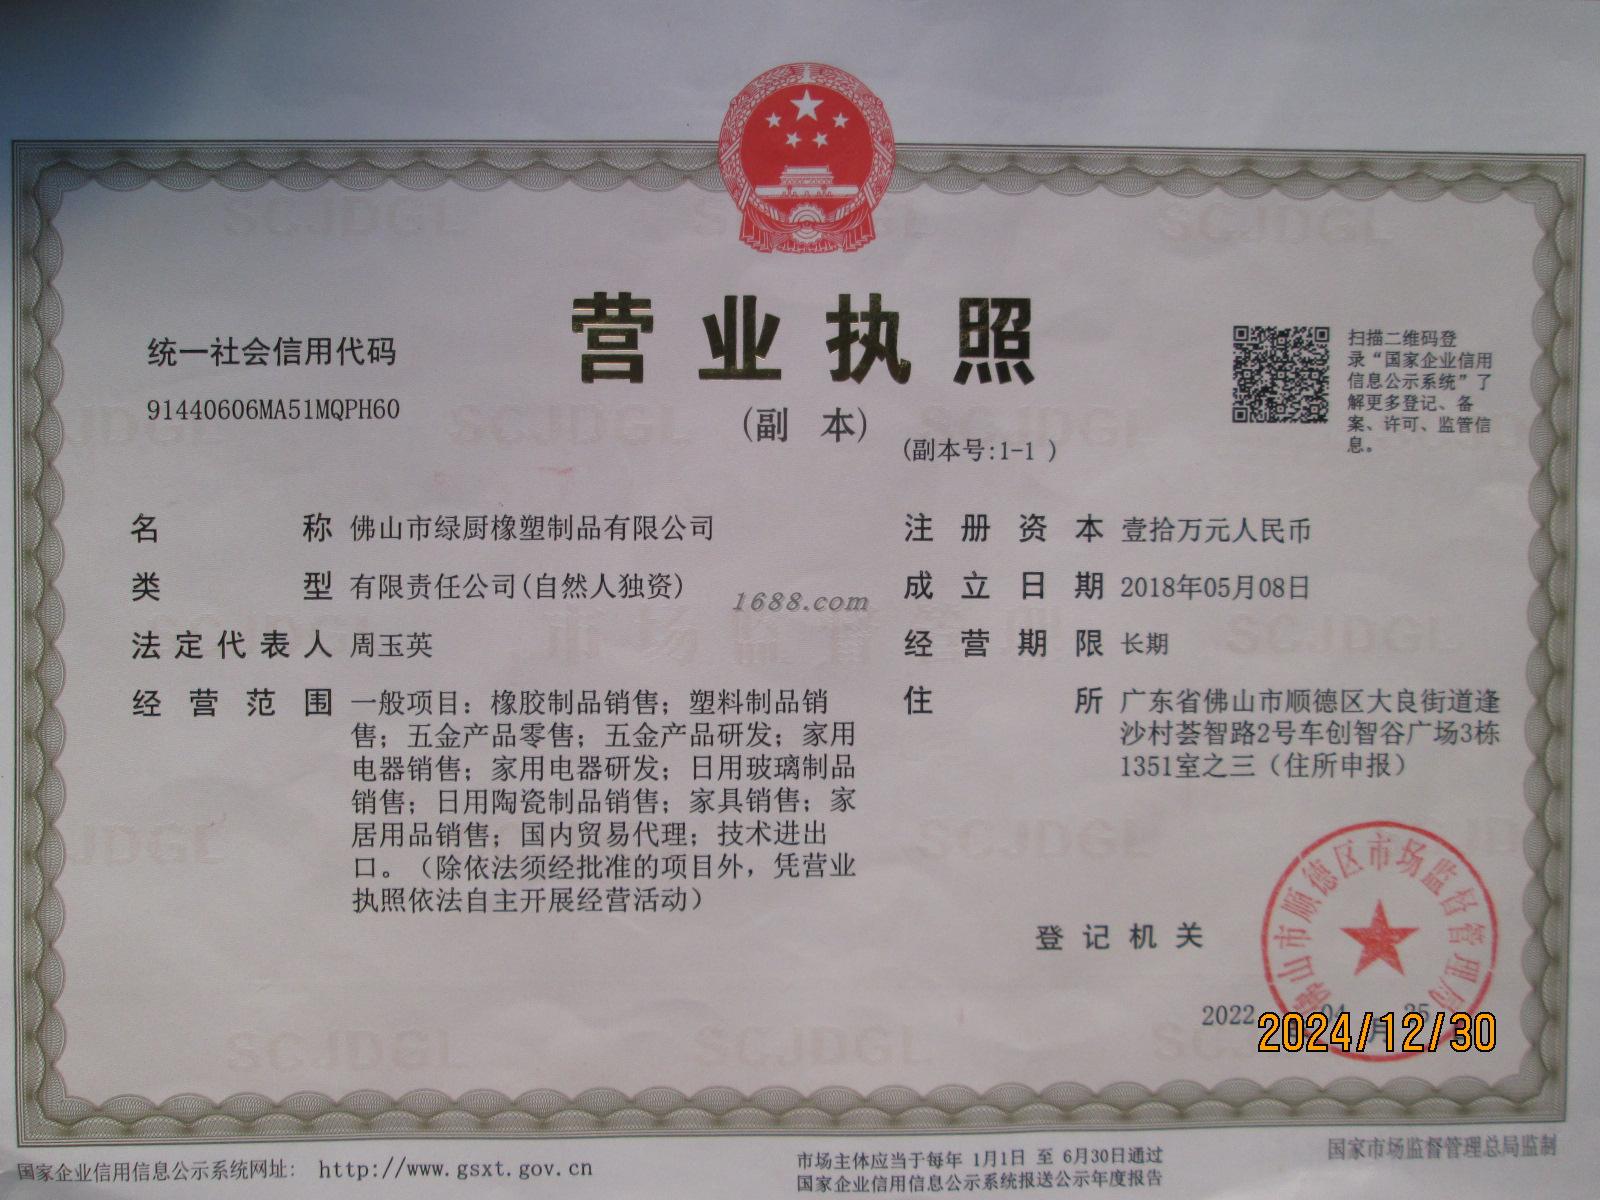 营业执照
(副 本)
(副本号:1-1 )
统一社会信用代码
91440606MA51MQPH60
扫描二维码登
录“国家企业信用
信息公示系统”了
解更多登记、备
案、许可、监管信
息。
名 称 佛山市绿厨橡塑制品有限公司
类 型 有限责任公司(自然人独资)
法定代表人 周玉英
经营范围 一般项目：橡胶制品销售；塑料制品销
售；五金产品零售；五金产品研发；家用
电器销售；家用电器研发；日用玻璃制品
销售；日用陶瓷制品销售；家具销售；家
居用品销售；国内贸易代理；技术进出
口。（除依法须经批准的项目外，凭营业
执照依法自主开展经营活动）
注册资本 壹拾万元人民币
成立日期 2018年05月08日
经营期限 长期
住 所 广东省佛山市顺德区大良街道逢
沙村荟智路2号车创智谷广场3栋
1351室之三（住所申报）
1688.com
登记机关
佛山市顺德区市场监督管理局
2022 04 月 25
2024/12/30
国家企业信用信息公示系统网址: http://www.gsxt.gov.cn
市场主体应当于每年 1月1日 至 6月30日通过
国家企业信用信息公示系统报送公示年度报告
国家市场监督管理总局监制